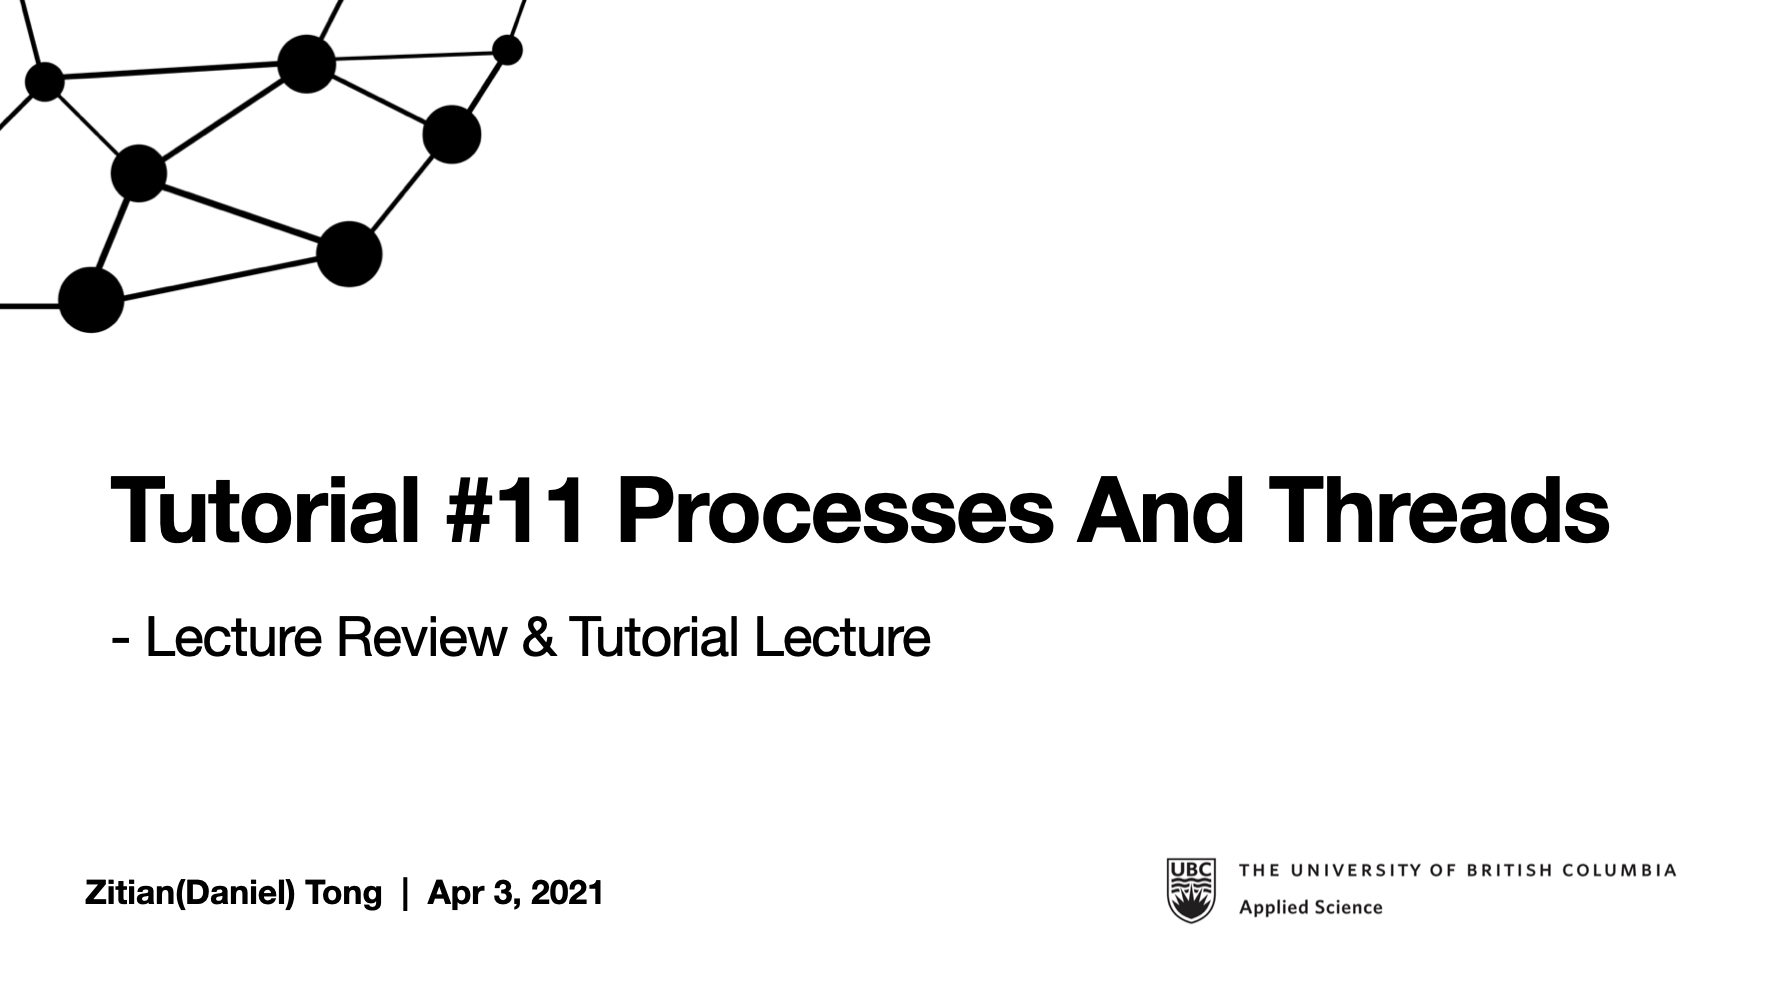 Tutorial #11 Processes And Threads
- Lecture Review & Tutorial Lecture
Zitian(Daniel) Tong | Apr 3, 2021
UBC
THE UNIVERSITY OF BRITISH COLUMBIA
Applied Science